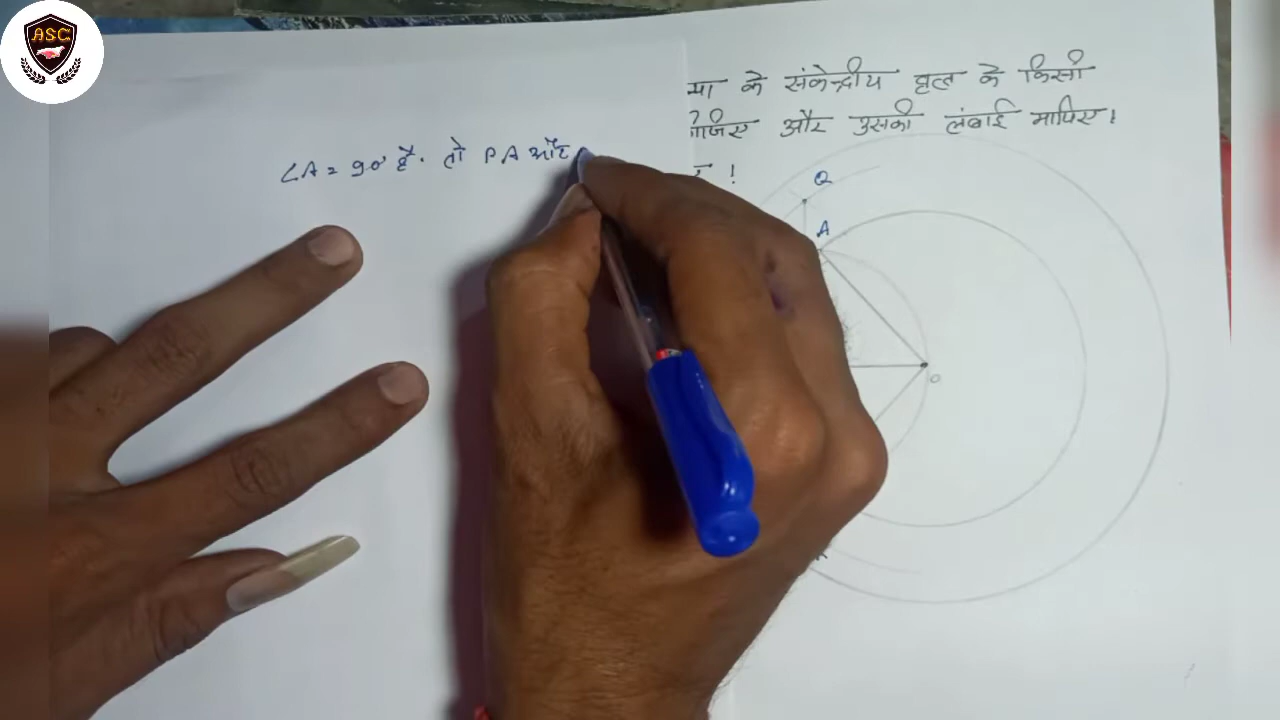 ASC
के संकेन्द्रीय वृत्त के किसी
और उसकी लंबाई मापिए।
∠A = 90° है. तो PA और
Q
A
O